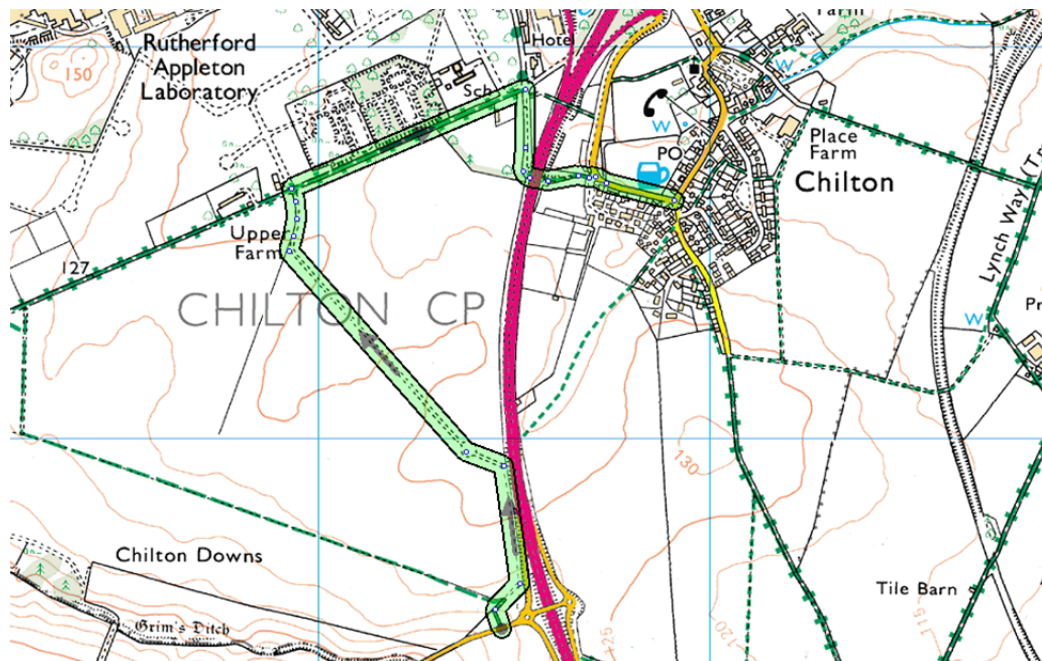 Farm
Rutherford
Appleton
Laboratory
150
Hotel
Sch
W
W
PO
Place
Farm
Chilton
Upper
Farm
127
CHILTON CP
Lynch Way
W
130
Chilton Downs
Tile Barn
Grim's Ditch
125
120
115